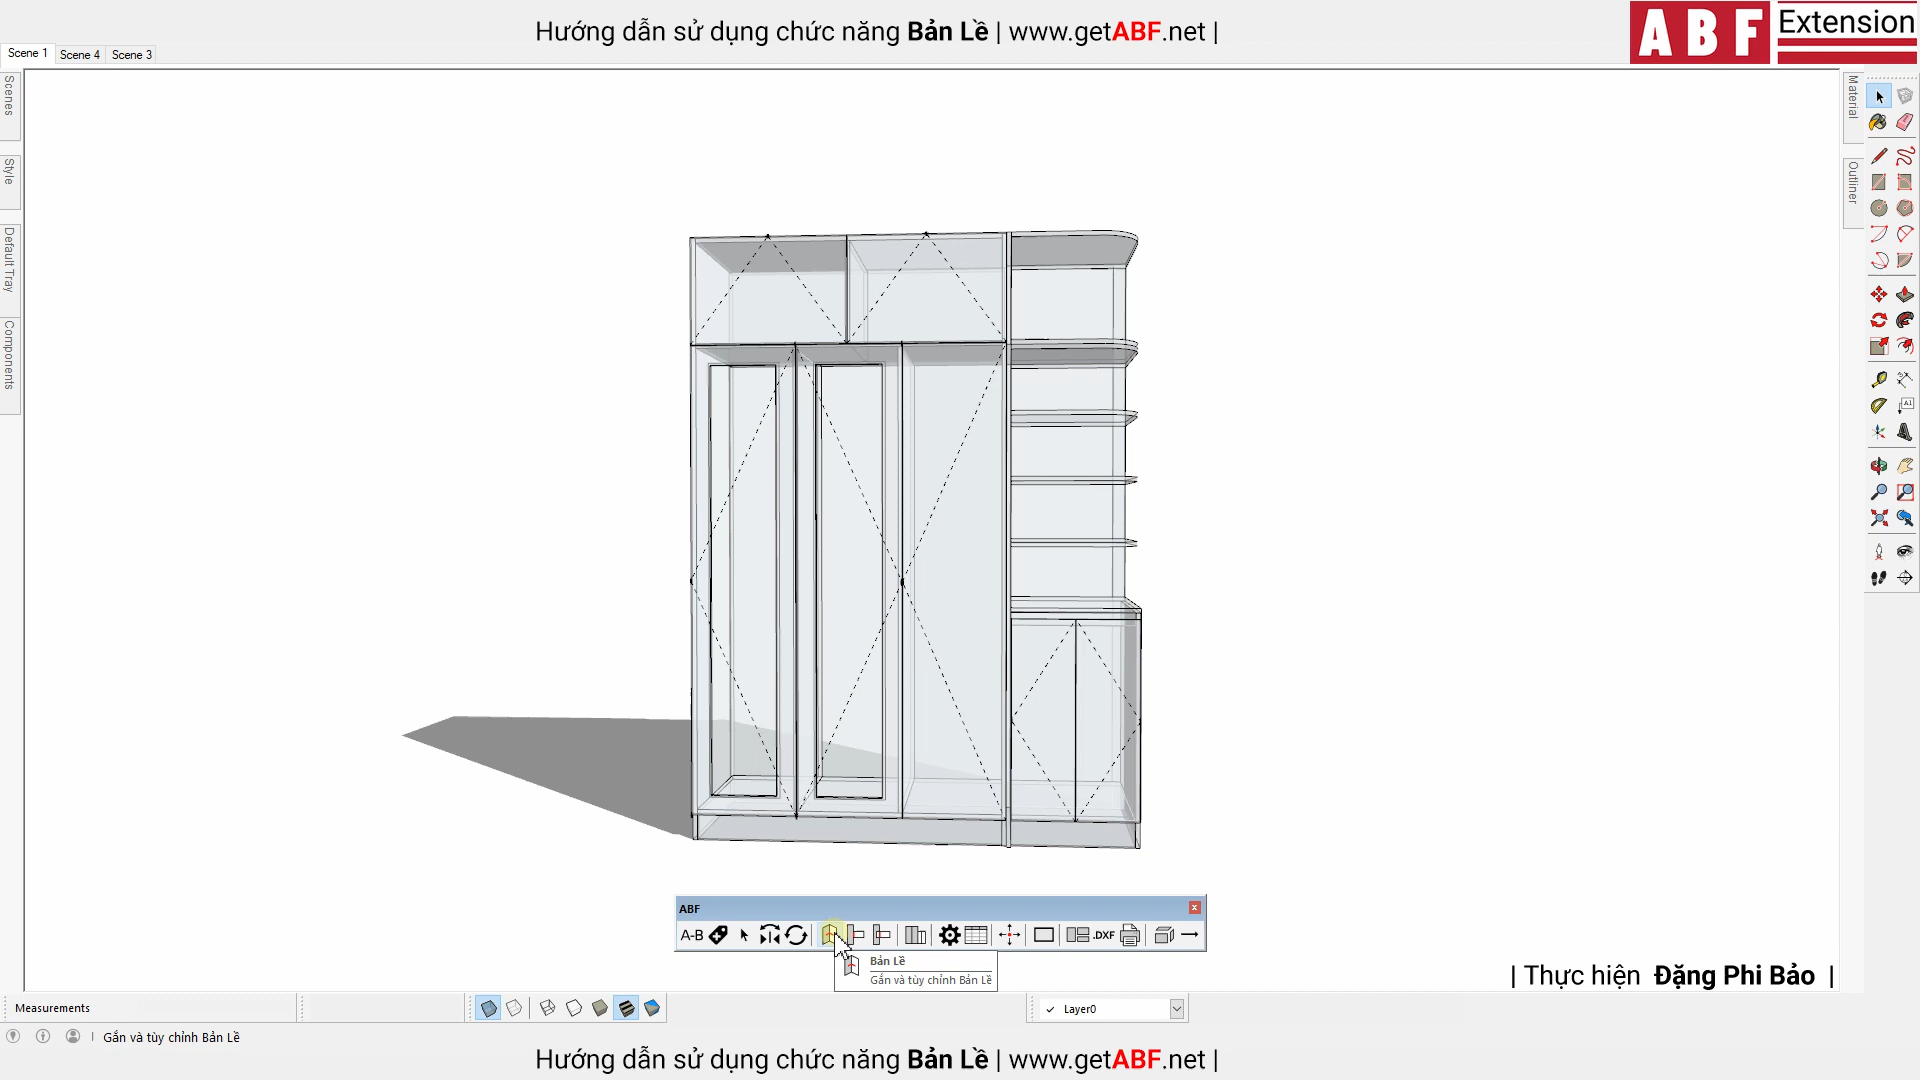 Hướng dẫn sử dụng chức năng Bản Lề | www.getABF.net |
ABF Extension
Scene 1 Scene 4 Scene 3
Scenes
Style
Default Tray
Components
Material
Outliner
A1
ABF
A-B
.DXF
Bản Lề
Gắn và tùy chỉnh Bản Lề
| Thực hiện Đặng Phi Bảo |
Measurements
Layer0
Gắn và tùy chỉnh Bản Lề
Hướng dẫn sử dụng chức năng Bản Lề | www.getABF.net |